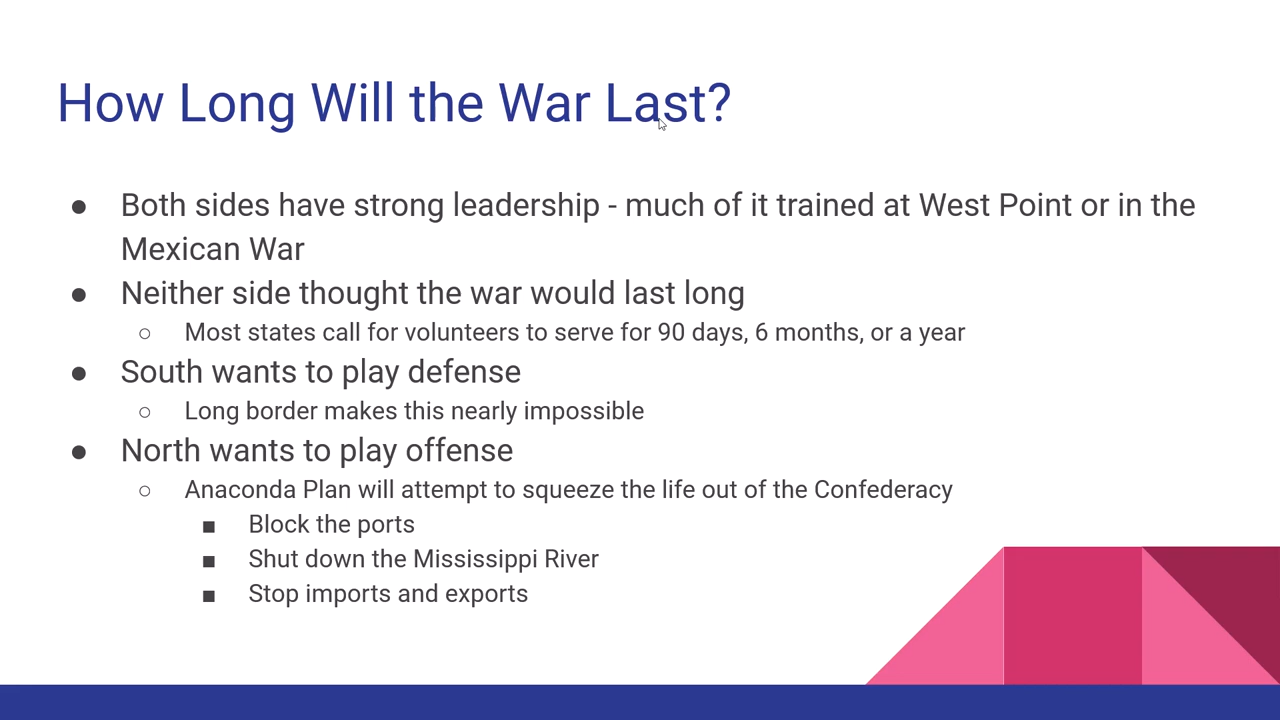 How Long Will the War Last?
● Both sides have strong leadership - much of it trained at West Point or in the
Mexican War
● Neither side thought the war would last long
○ Most states call for volunteers to serve for 90 days, 6 months, or a year
● South wants to play defense
○ Long border makes this nearly impossible
● North wants to play offense
○ Anaconda Plan will attempt to squeeze the life out of the Confederacy
■ Block the ports
■ Shut down the Mississippi River
■ Stop imports and exports